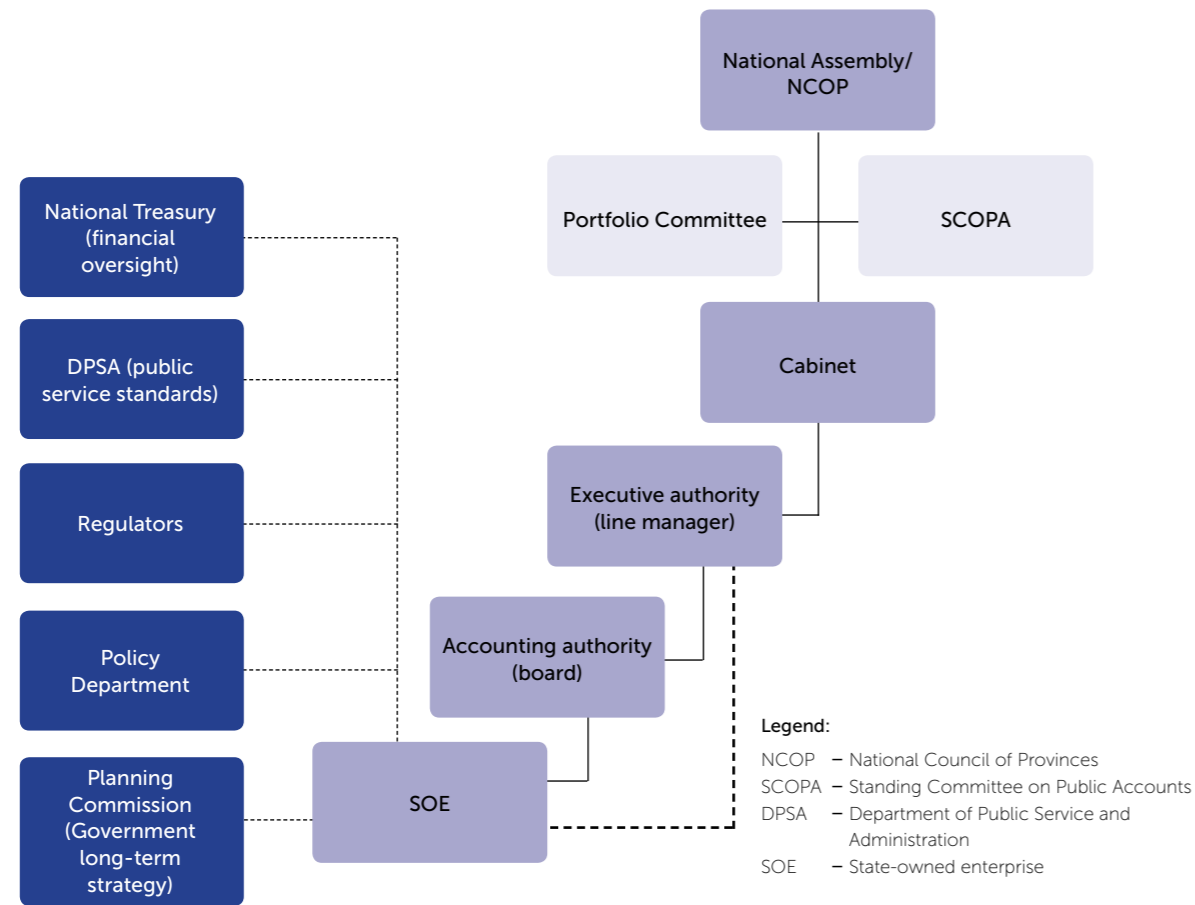 National Assembly/
NCOP
Portfolio Committee
SCOPA
Cabinet
Executive authority
(line manager)
Accounting authority
(board)
SOE
National Treasury
(financial
oversight)
DPSA (public
service standards)
Regulators
Policy
Department
Planning
Commission
(Government
long-term
strategy)
Legend:
NCOP – National Council of Provinces
SCOPA – Standing Committee on Public Accounts
DPSA – Department of Public Service and
Administration
SOE – State-owned enterprise